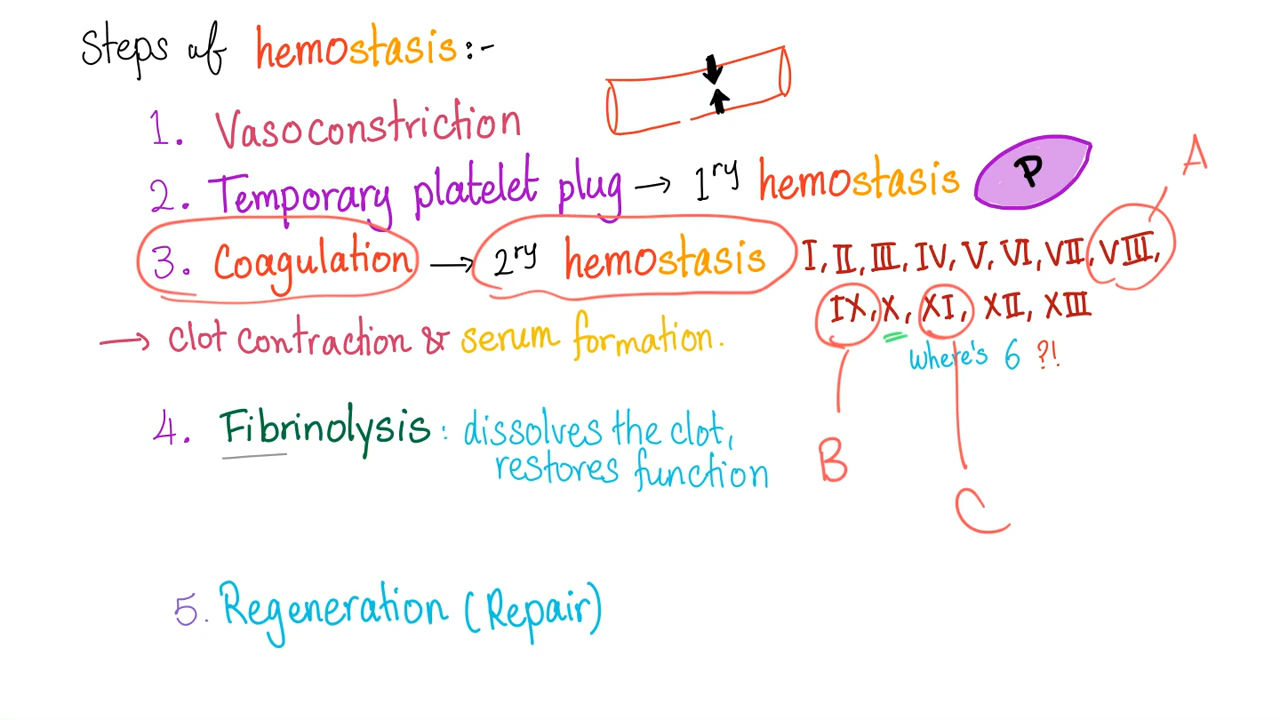 Steps of hemostasis:-
1. Vasoconstriction
2. Temporary platelet plug → 1ry hemostasis
P
A
3. Coagulation → 2ry hemostasis
I, II, III, IV, V, VI, VII, VIII,
IX, X, XI, XII, XIII
→ Clot contraction & serum formation.
where's 6 ?!
4. Fibrinolysis: dissolves the clot,
restores function
B
C
5. Regeneration (Repair)